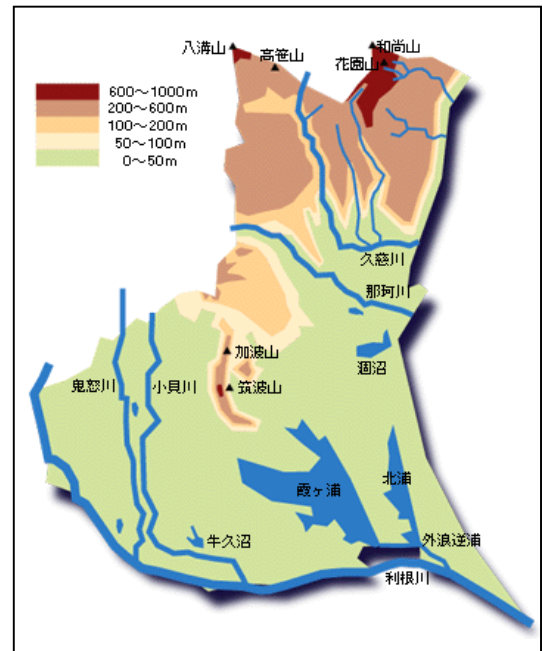 八溝山
高笹山
和尚山
花園山
600～1000m
200～600m
100～200m
50～100m
0～50m
久慈川
那珂川
涸沼
加波山
筑波山
鬼怒川
小貝川
霞ヶ浦
北浦
牛久沼
外浪逆浦
利根川